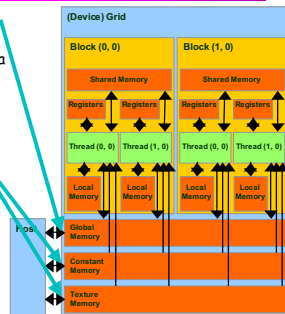 (Device) Grid
Block (0, 0) Block (1, 0)
Shared Memory Shared Memory
Registers Registers Registers Registers
Thread (0, 0) Thread (1, 0) Thread (0, 0) Thread (1, 0)
Local Memory Local Memory Local Memory Local Memory
Host
Global Memory
Constant Memory
Texture Memory
a